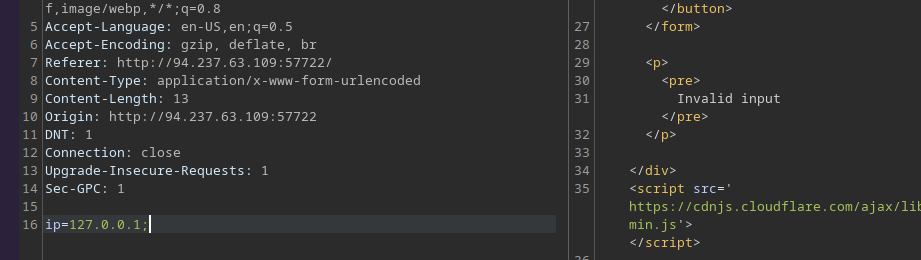 f,image/webp,*/*;q=0.8
5 Accept-Language: en-US,en;q=0.5
6 Accept-Encoding: gzip, deflate, br
7 Referer: http://94.237.63.109:57722/
8 Content-Type: application/x-www-form-urlencoded
9 Content-Length: 13
10 Origin: http://94.237.63.109:57722
11 DNT: 1
12 Connection: close
13 Upgrade-Insecure-Requests: 1
14 Sec-GPC: 1
15
16 ip=127.0.0.1;
</button>
27 </form>
28
29 <p>
30 <pre>
31 Invalid input
</pre>
32 </p>
33
34 </div>
35 <script src='
https://cdnjs.cloudflare.com/ajax/lib
min.js'>
</script>